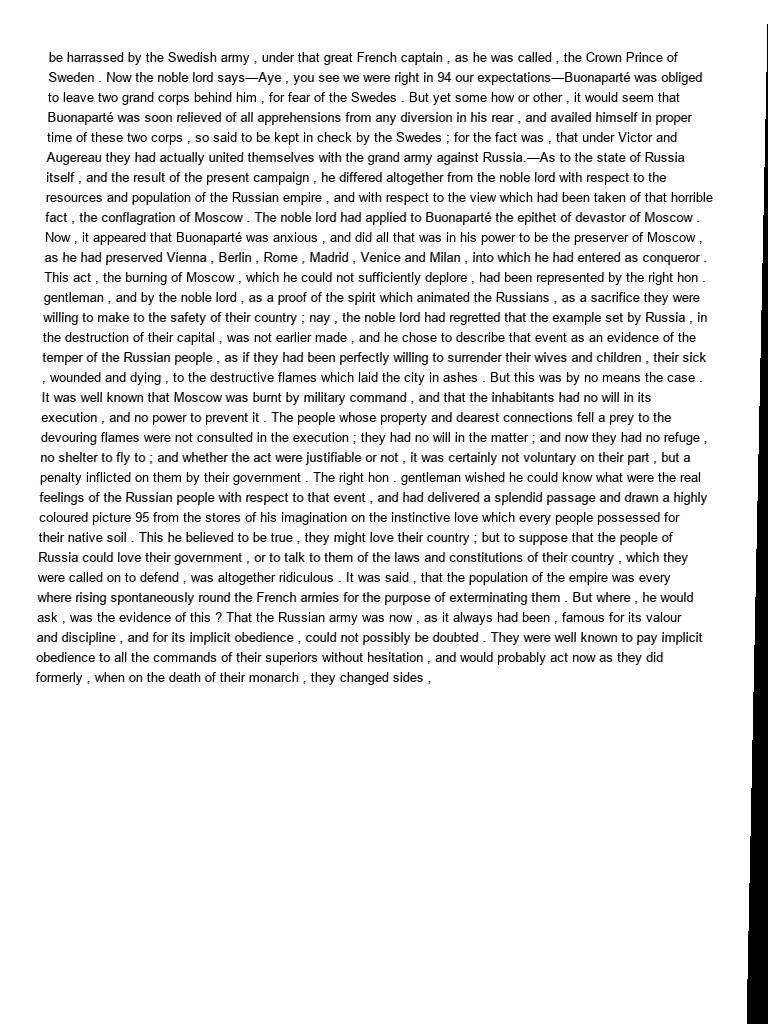 be harrassed by the Swedish army , under that great French captain , as he was called , the Crown Prince of
Sweden . Now the noble lord says—Aye , you see we were right in 94 our expectations—Buonaparté was obliged
to leave two grand corps behind him , for fear of the Swedes . But yet some how or other , it would seem that
Buonaparté was soon relieved of all apprehensions from any diversion in his rear , and availed himself in proper
time of these two corps , so said to be kept in check by the Swedes ; for the fact was , that under Victor and
Augereau they had actually united themselves with the grand army against Russia.—As to the state of Russia
itself , and the result of the present campaign , he differed altogether from the noble lord with respect to the
resources and population of the Russian empire , and with respect to the view which had been taken of that horrible
fact , the conflagration of Moscow . The noble lord had applied to Buonaparté the epithet of devastor of Moscow .
Now , it appeared that Buonaparté was anxious , and did all that was in his power to be the preserver of Moscow ,
as he had preserved Vienna , Berlin , Rome , Madrid , Venice and Milan , into which he had entered as conqueror .
This act , the burning of Moscow , which he could not sufficiently deplore , had been represented by the right hon .
gentleman , and by the noble lord , as a proof of the spirit which animated the Russians , as a sacrifice they were
willing to make to the safety of their country ; nay , the noble lord had regretted that the example set by Russia , in
the destruction of their capital , was not earlier made , and he chose to describe that event as an evidence of the
temper of the Russian people , as if they had been perfectly willing to surrender their wives and children , their sick
, wounded and dying , to the destructive flames which laid the city in ashes . But this was by no means the case .
It was well known that Moscow was burnt by military command , and that the inhabitants had no will in its
execution , and no power to prevent it . The people whose property and dearest connections fell a prey to the
devouring flames were not consulted in the execution ; they had no will in the matter ; and now they had no refuge ,
no shelter to fly to ; and whether the act were justifiable or not , it was certainly not voluntary on their part , but a
penalty inflicted on them by their government . The right hon . gentleman wished he could know what were the real
feelings of the Russian people with respect to that event , and had delivered a splendid passage and drawn a highly
coloured picture 95 from the stores of his imagination on the instinctive love which every people possessed for
their native soil . This he believed to be true , they might love their country ; but to suppose that the people of
Russia could love their government , or to talk to them of the laws and constitutions of their country , which they
were called on to defend , was altogether ridiculous . It was said , that the population of the empire was every
where rising spontaneously round the French armies for the purpose of exterminating them . But where , he would
ask , was the evidence of this ? That the Russian army was now , as it always had been , famous for its valour
and discipline , and for its implicit obedience , could not possibly be doubted . They were well known to pay implicit
obedience to all the commands of their superiors without hesitation , and would probably act now as they did
formerly , when on the death of their monarch , they changed sides ,